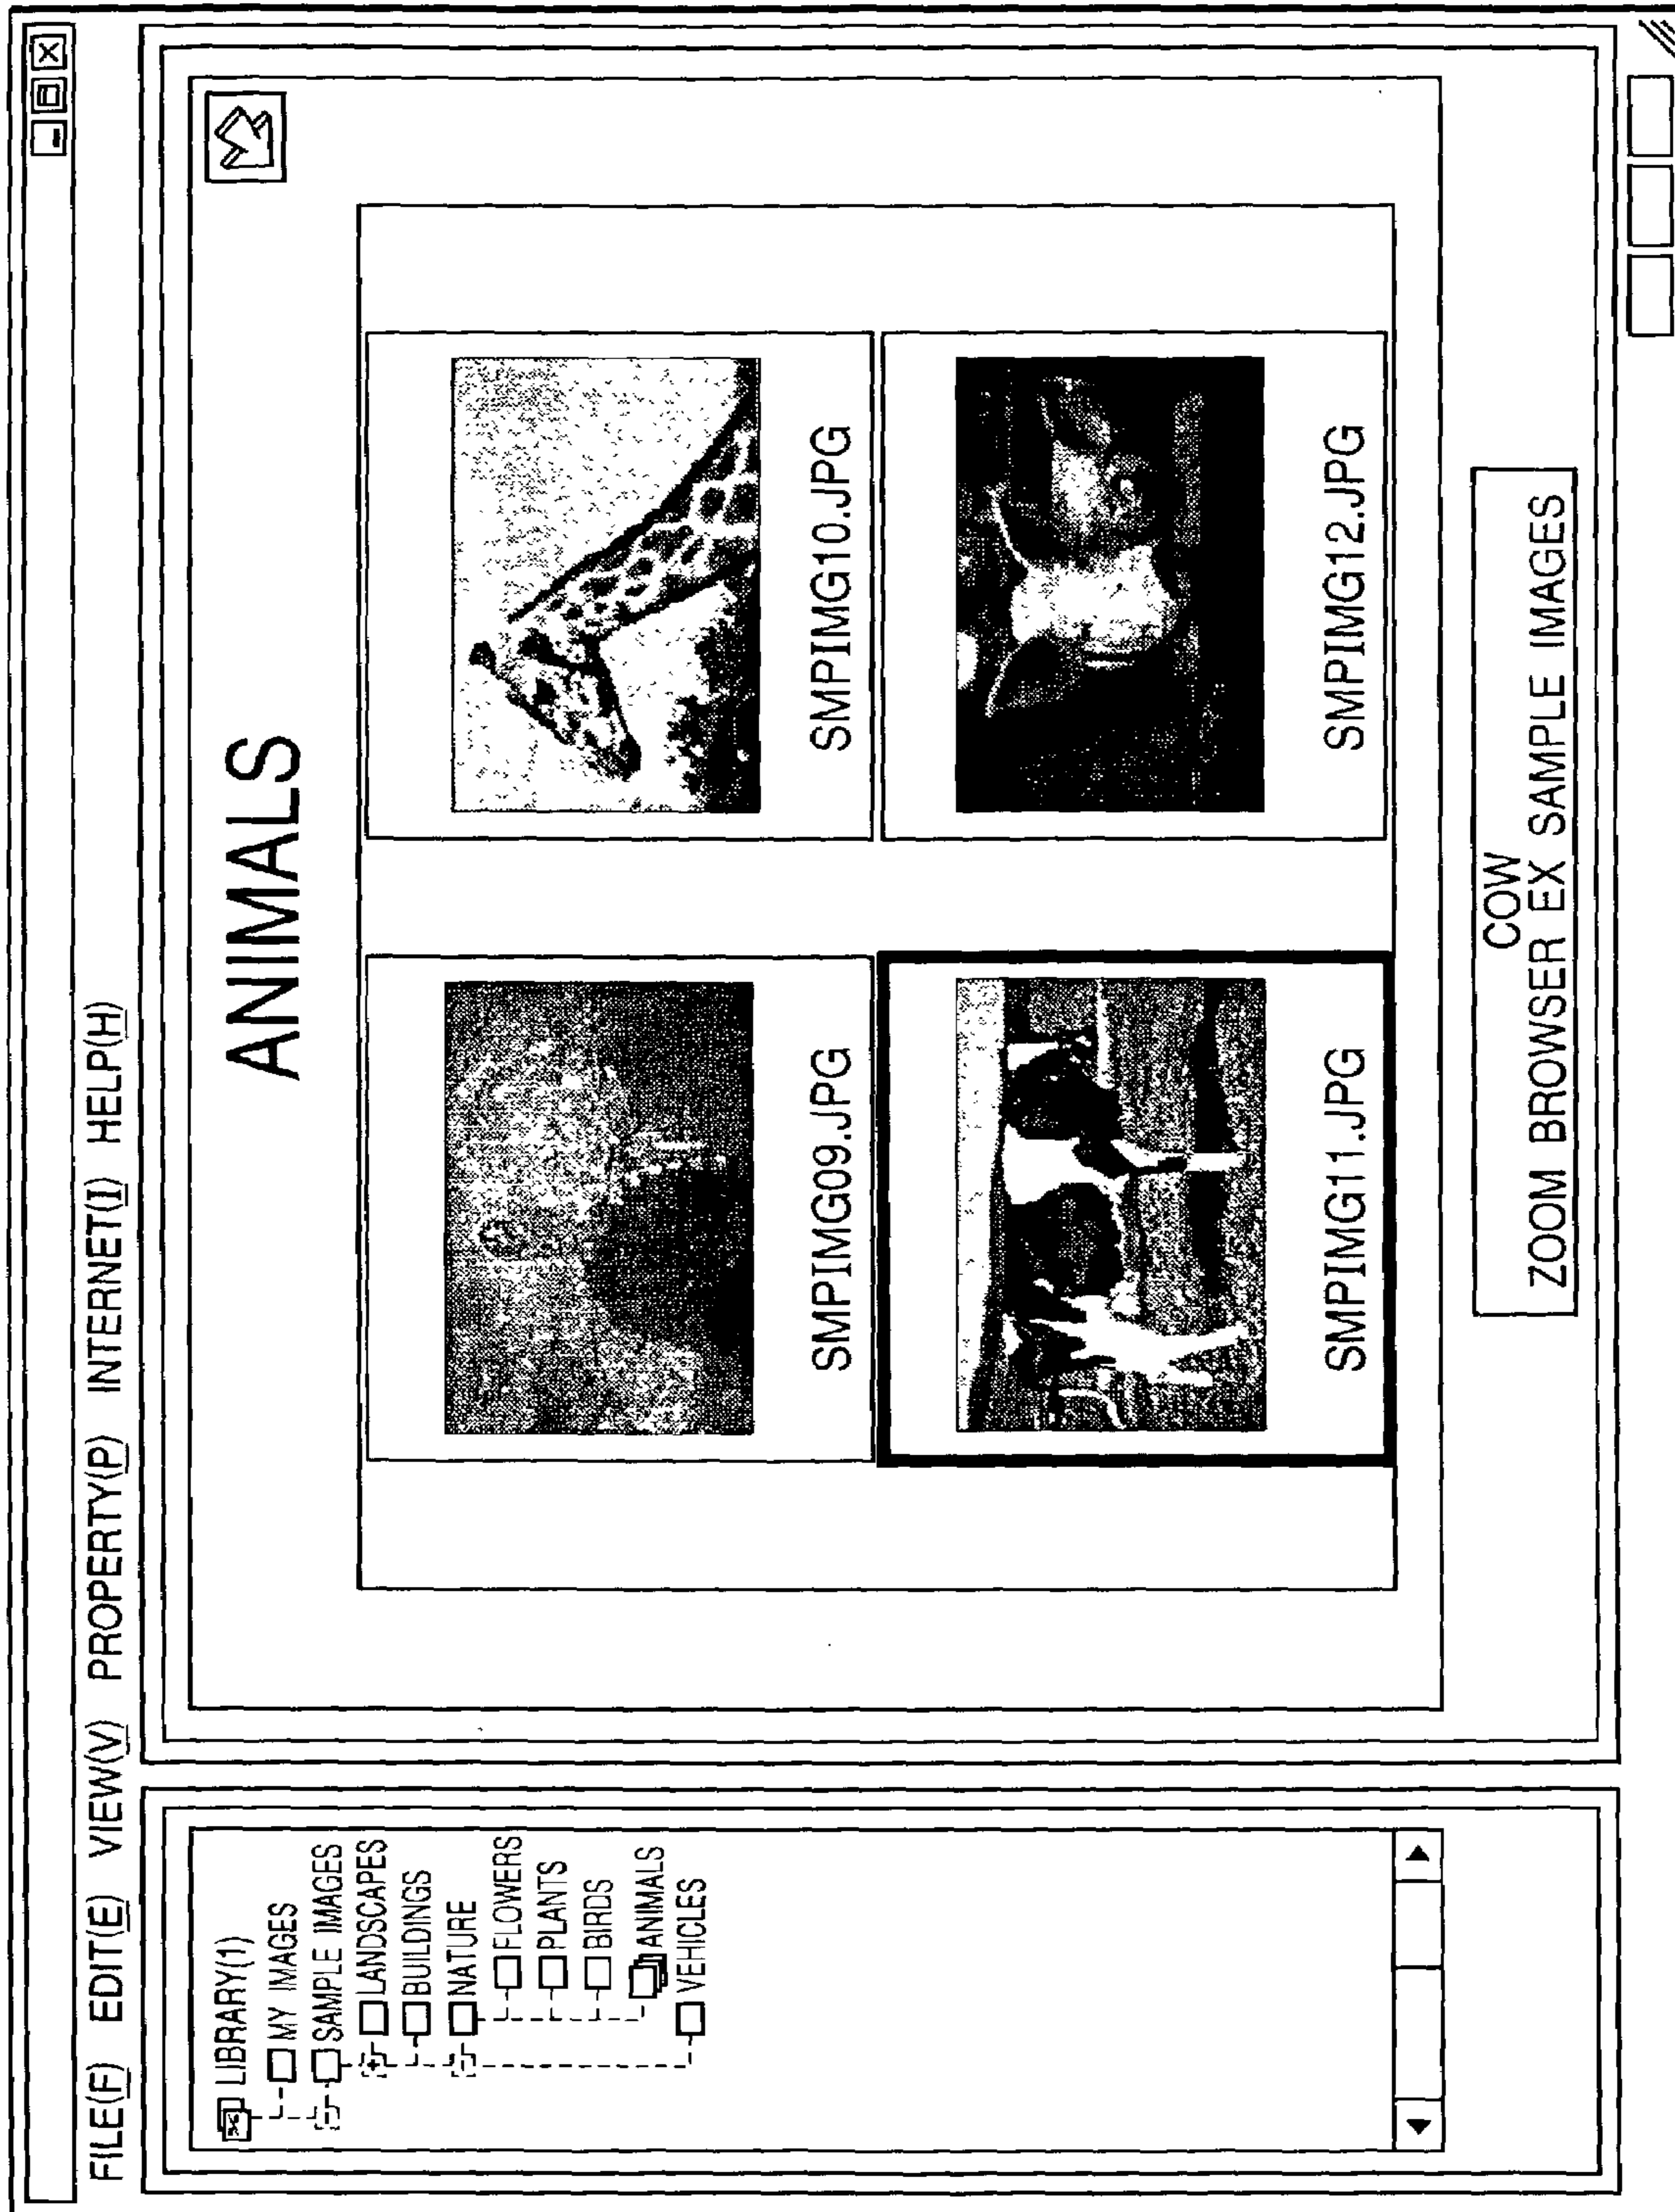 FILE(F) EDIT(E) VIEW(V) PROPERTY(P) INTERNET(I) HELP(H)
LIBRARY(1)
MY IMAGES
SAMPLE IMAGES
LANDSCAPES
BUILDINGS
NATURE
FLOWERS
PLANTS
BIRDS
ANIMALS
VEHICLES
ANIMALS
SMPIMG09.JPG
SMPIMG10.JPG
SMPIMG11.JPG
SMPIMG12.JPG
COW
ZOOM BROWSER EX SAMPLE IMAGES